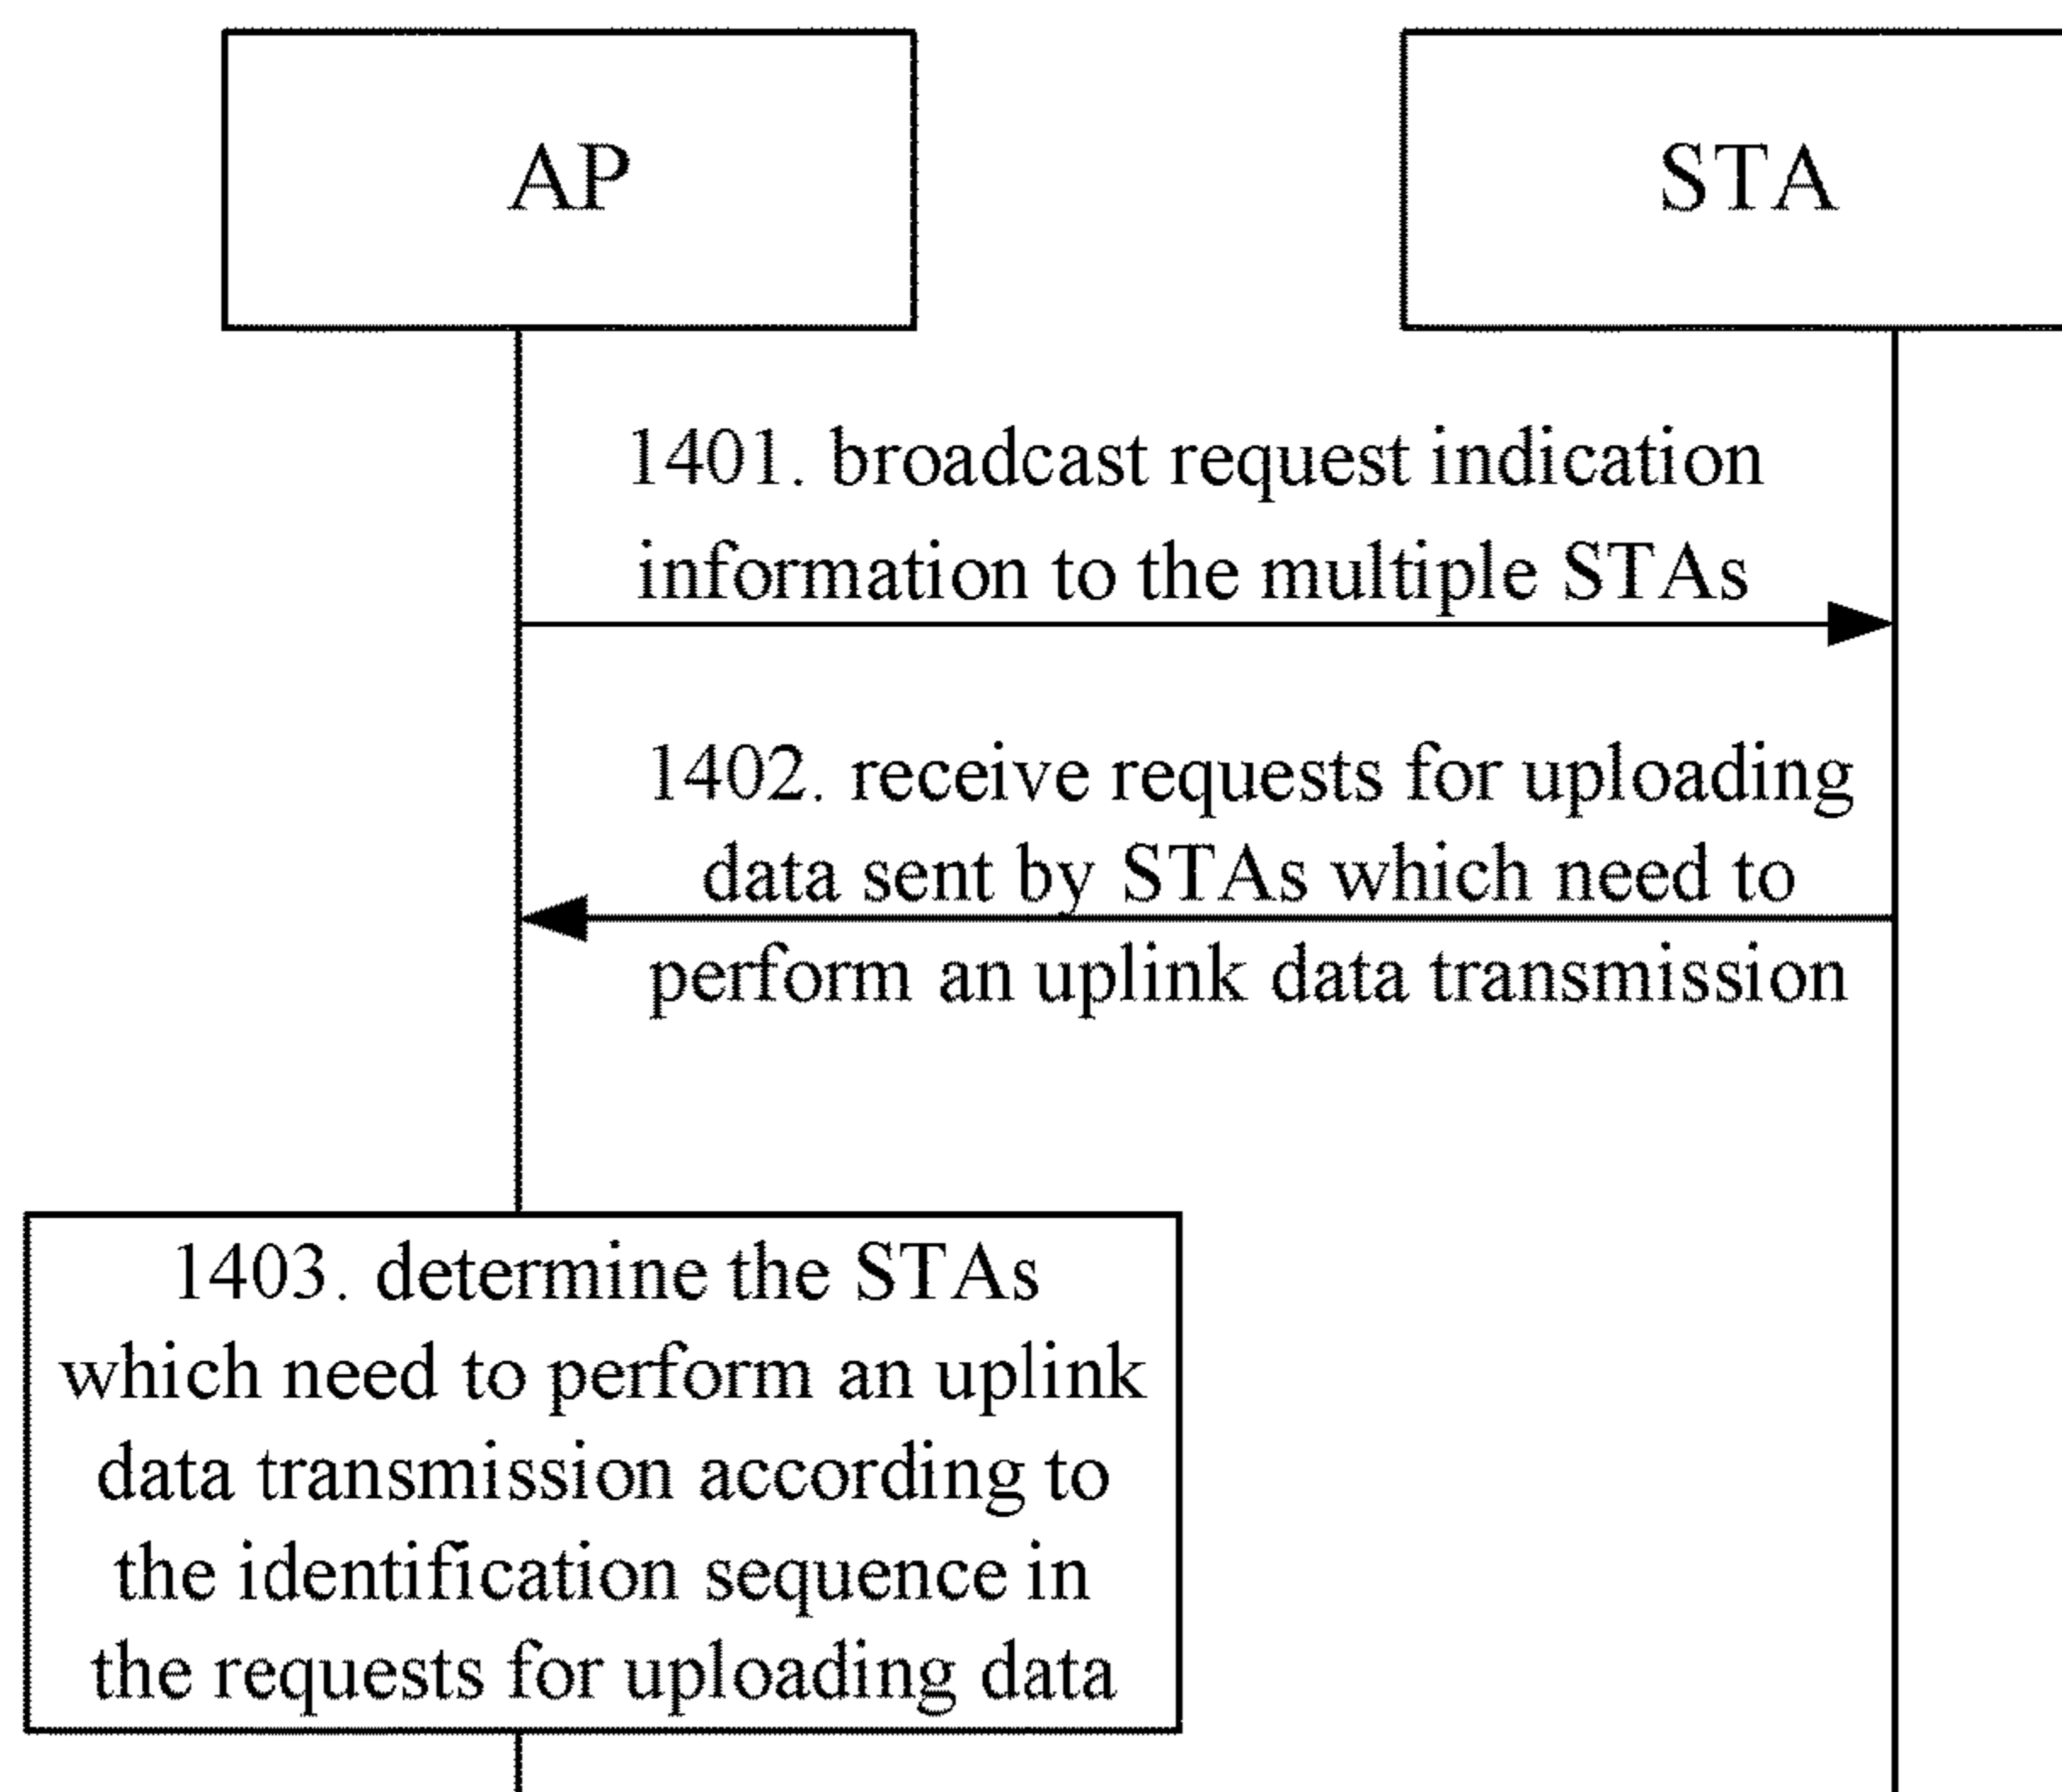 AP
STA
1401. broadcast request indication
information to the multiple STAs
1402. receive requests for uploading
data sent by STAs which need to
perform an uplink data transmission
1403. determine the STAs
which need to perform an uplink
data transmission according to
the identification sequence in
the requests for uploading data